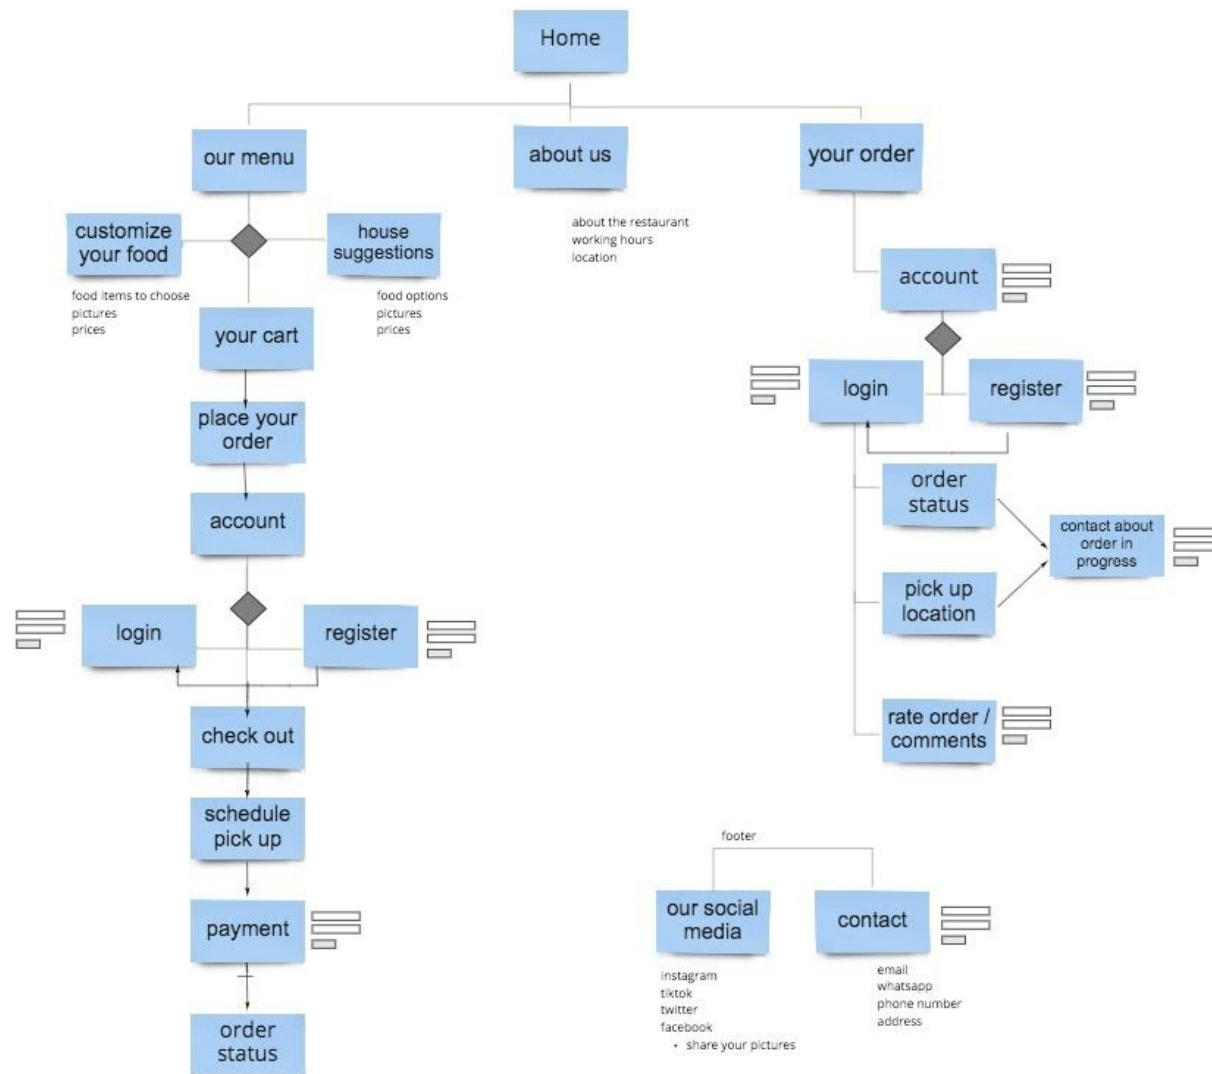 Home
our menu
about us
your order
customize
your food
house
suggestions
food items to choose
pictures
prices
food options
pictures
prices
about the restaurant
working hours
location
your cart
place your
order
account
login
register
check out
schedule
pick up
payment
order
status
account
login
register
order
status
contact about
order in
progress
pick up
location
rate order /
comments
footer
our social
media
contact
instagram
tiktok
twitter
facebook
• share your pictures
email
whatsapp
phone number
address